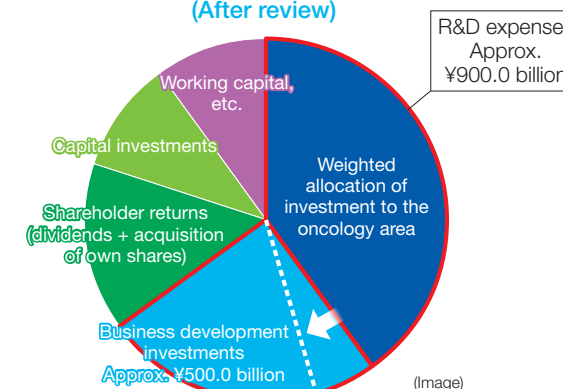 (After review)
R&D expense
Approx.
¥900.0 billion
Working capital,
etc.
Capital investments
Weighted
allocation of
investment to the
oncology area
Shareholder returns
(dividends + acquisition
of own shares)
Business development
investments
Approx. ¥500.0 billion
(Image)